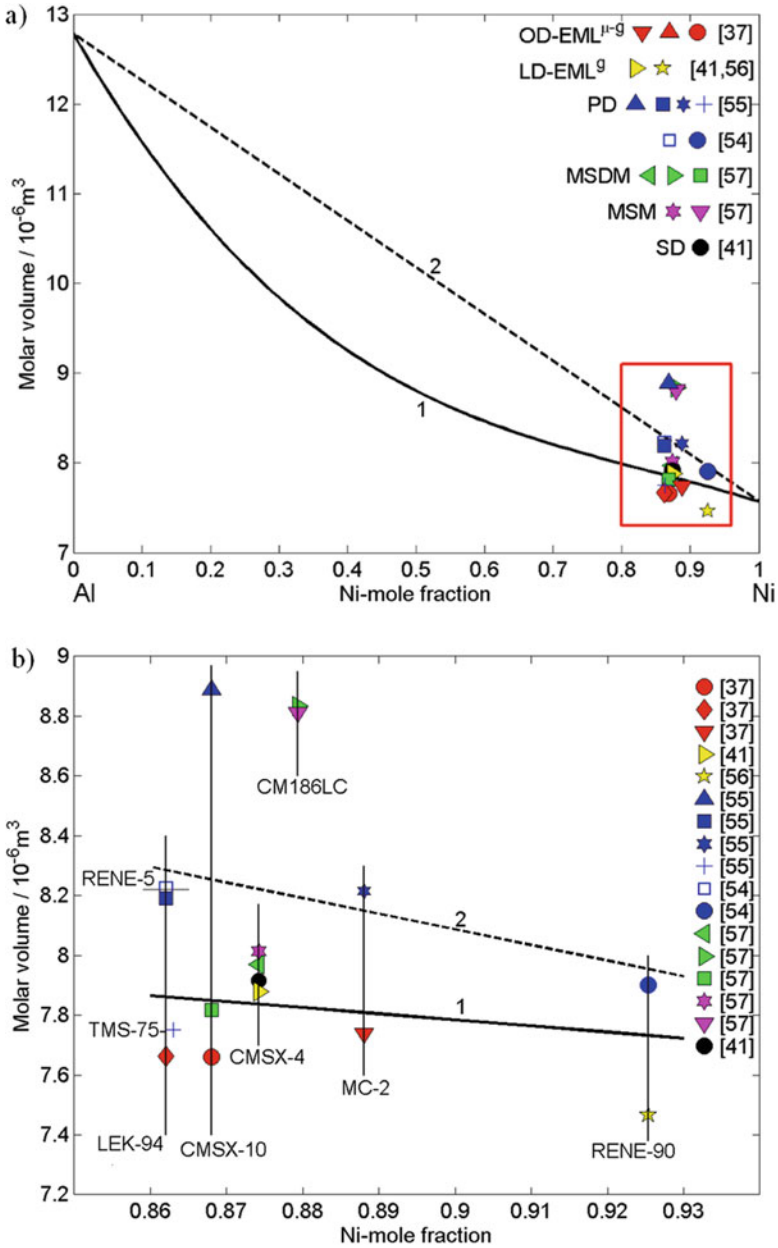 a)
13
12
11
10
9
8
7
Molar volume / 10⁻⁶m³
OD-EMLᵘ⁻ᵍ [37]
LD-EMLᵍ [41,56]
PD [55]
[54]
MSDM [57]
MSM [57]
SD [41]
2
1
0 0.1 0.2 0.3 0.4 0.5 0.6 0.7 0.8 0.9 1
Al Ni-mole fraction Ni
b)
9
8.8
8.6
8.4
8.2
8
7.8
7.6
7.4
7.2
Molar volume / 10⁻⁶m³
[37]
[37]
[37]
[41]
[56]
[55]
[55]
[55]
[55]
[54]
[54]
[57]
[57]
[57]
[57]
[57]
[41]
CM186LC
RENE-5
2
1
TMS-75
CMSX-4
MC-2
LEK-94
CMSX-10
RENE-90
0.86 0.87 0.88 0.89 0.9 0.91 0.92 0.93
Ni-mole fraction